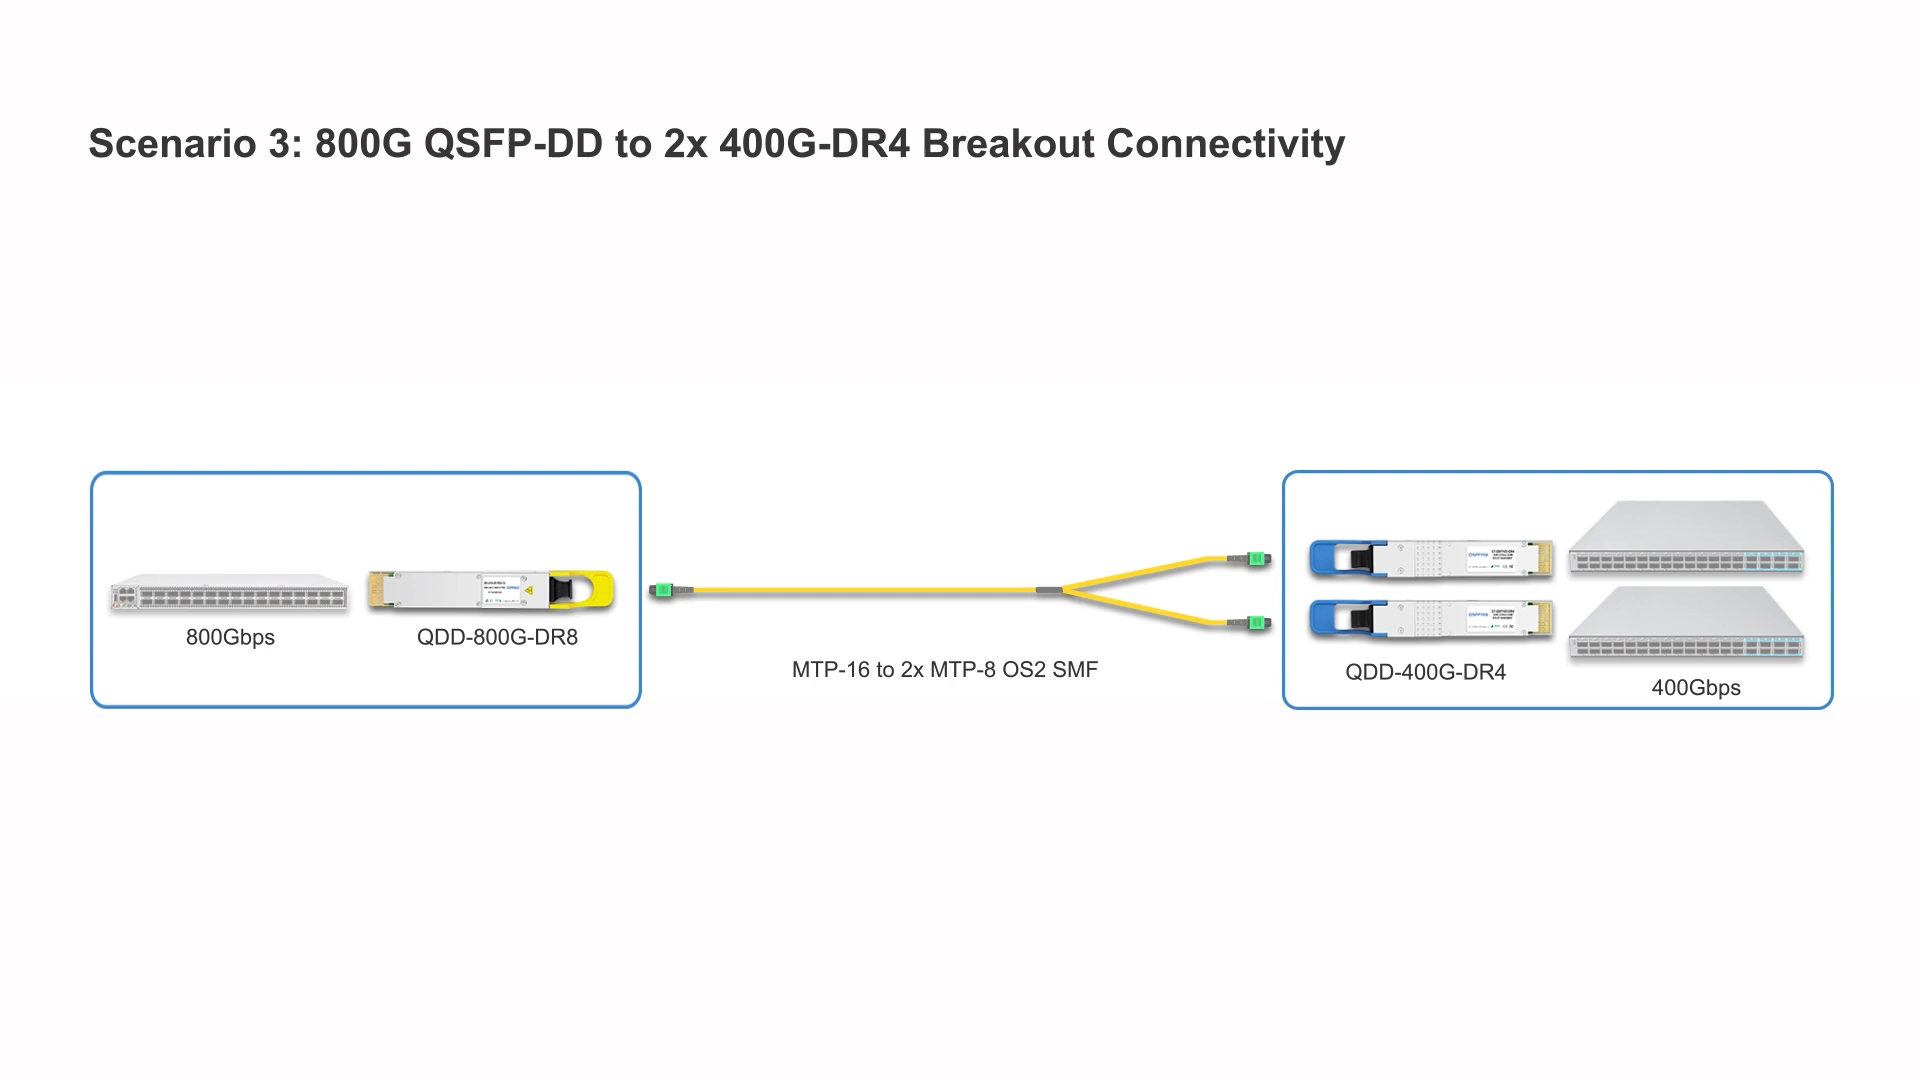 Scenario 3: 800G QSFP-DD to 2x 400G-DR4 Breakout Connectivity
800Gbps
QDD-800G-DR8
MTP-16 to 2x MTP-8 OS2 SMF
QDD-400G-DR4
400Gbps